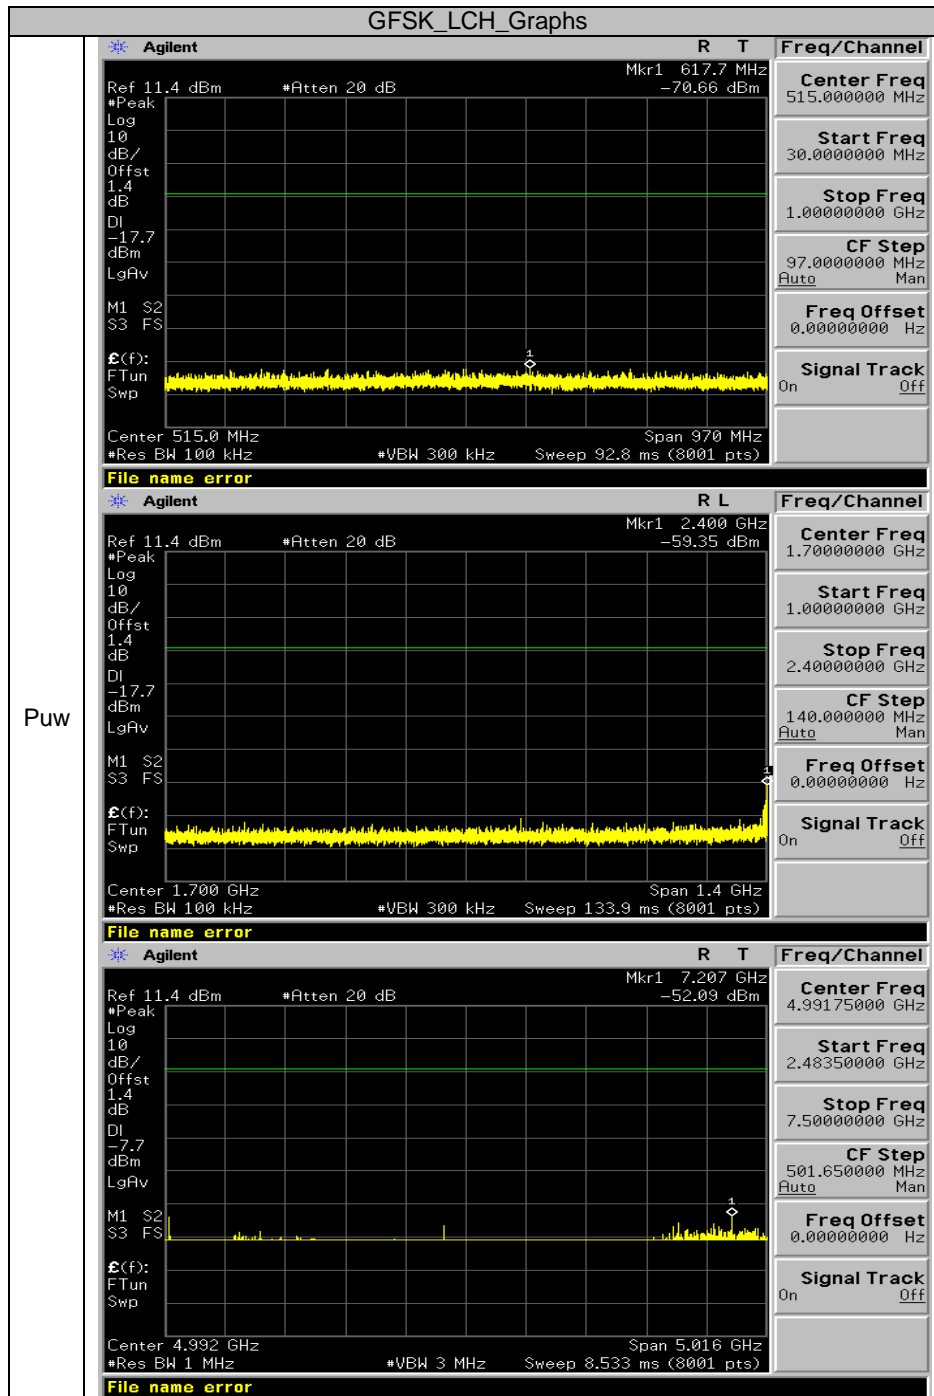 GFSK_LCH_Graphs
Puw
Agilent R T Freq/Channel
Mkr1 617.7 MHz
Ref 11.4 dBm #Atten 20 dB -70.66 dBm
#Peak
Log
10
dB/
Offst
1.4
dB
DI
-17.7
dBm
LgAv
M1 S2
S3 FS
£(f):
FTun
Swp
1
Center 515.0 MHz Span 970 MHz
#Res BW 100 kHz #VBW 300 kHz Sweep 92.8 ms (8001 pts)
File name error
Center Freq
515.000000 MHz
Start Freq
30.0000000 MHz
Stop Freq
1.00000000 GHz
CF Step
97.0000000 MHz
Auto Man
Freq Offset
0.00000000 Hz
Signal Track
On Off
Agilent R L Freq/Channel
Mkr1 2.400 GHz
Ref 11.4 dBm #Atten 20 dB -59.35 dBm
#Peak
Log
10
dB/
Offst
1.4
dB
DI
-17.7
dBm
LgAv
M1 S2
S3 FS
£(f):
FTun
Swp
1
Center 1.700 GHz Span 1.4 GHz
#Res BW 100 kHz #VBW 300 kHz Sweep 133.9 ms (8001 pts)
File name error
Center Freq
1.70000000 GHz
Start Freq
1.00000000 GHz
Stop Freq
2.40000000 GHz
CF Step
140.000000 MHz
Auto Man
Freq Offset
0.00000000 Hz
Signal Track
On Off
Agilent R T Freq/Channel
Mkr1 7.207 GHz
Ref 11.4 dBm #Atten 20 dB -52.09 dBm
#Peak
Log
10
dB/
Offst
1.4
dB
DI
-7.7
dBm
LgAv
M1 S2
S3 FS
£(f):
FTun
Swp
1
Center 4.992 GHz Span 5.016 GHz
#Res BW 1 MHz #VBW 3 MHz Sweep 8.533 ms (8001 pts)
File name error
Center Freq
4.99175000 GHz
Start Freq
2.48350000 GHz
Stop Freq
7.50000000 GHz
CF Step
501.650000 MHz
Auto Man
Freq Offset
0.00000000 Hz
Signal Track
On Off